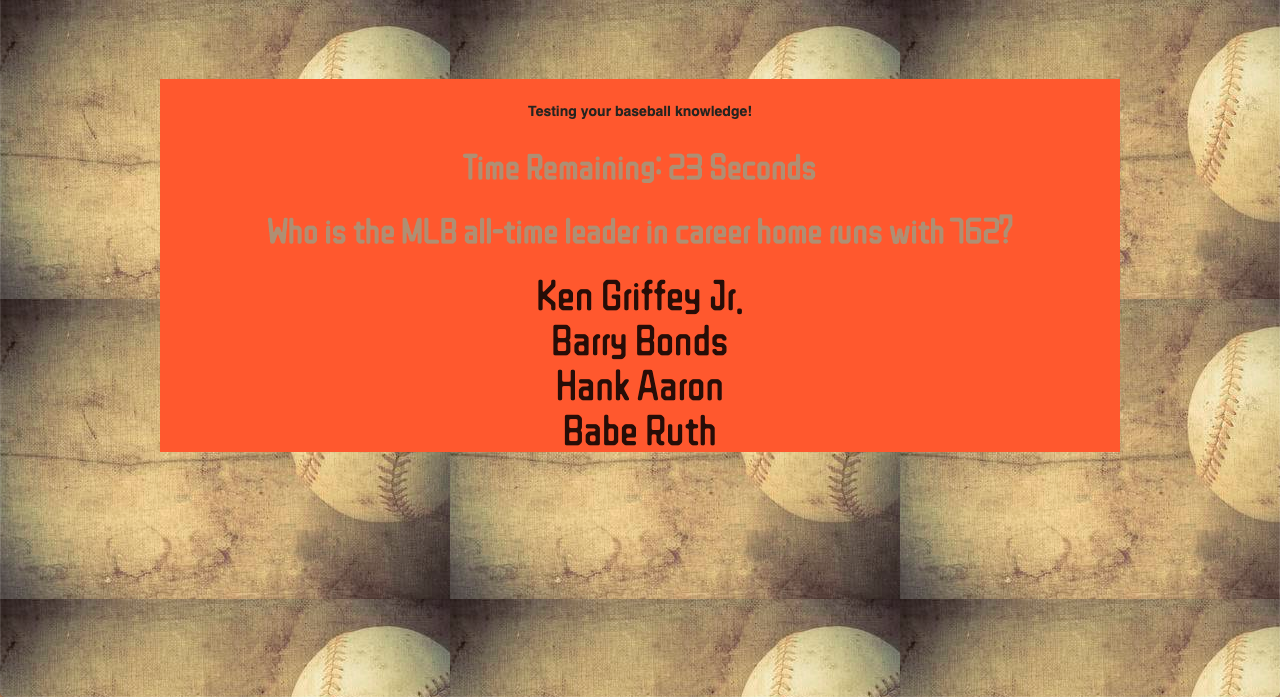 Testing your baseball knowledge!
Time Remaining: 23 Seconds
Who is the MLB all-time leader in career home runs with 762?
Ken Griffey Jr.
Barry Bonds
Hank Aaron
Babe Ruth